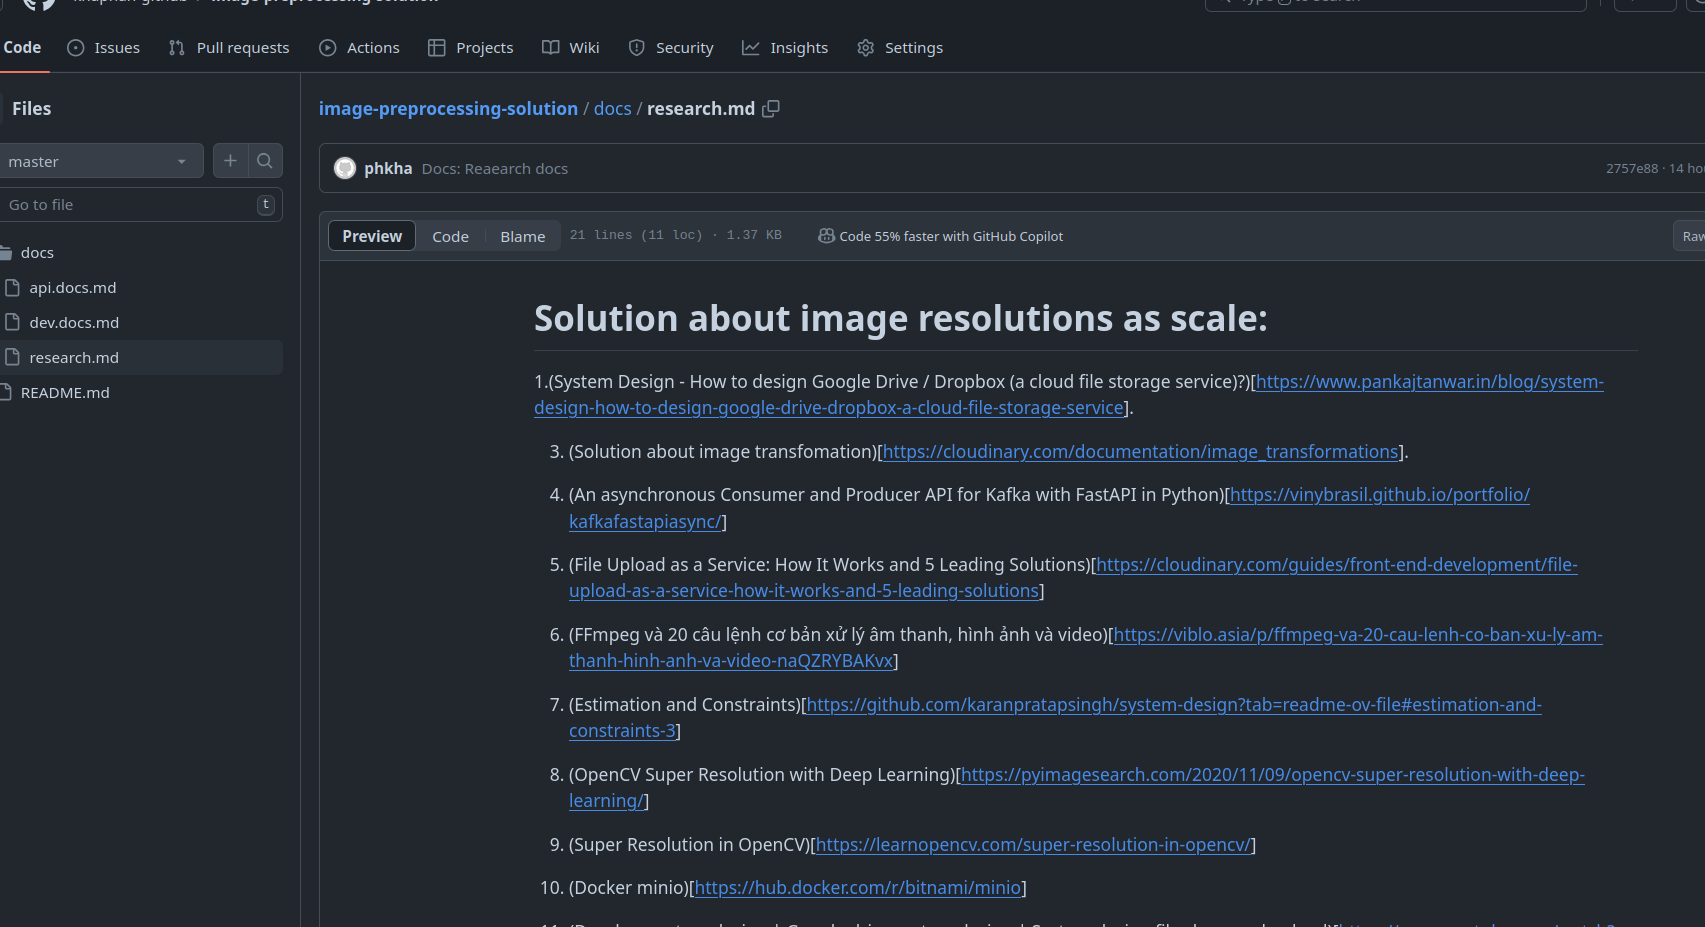 Code Issues Pull requests Actions Projects Wiki Security Insights Settings
Files
image-preprocessing-solution / docs / research.md
master
phkha Docs: Reaearch docs 2757e88 · 14
Go to file t
Preview Code Blame 21 lines (11 loc) · 1.37 KB Code 55% faster with GitHub Copilot Raw
docs
api.docs.md
dev.docs.md
research.md
README.md
Solution about image resolutions as scale:
1.(System Design - How to design Google Drive / Dropbox (a cloud file storage service)?)[https://www.pankajtanwar.in/blog/system-
design-how-to-design-google-drive-dropbox-a-cloud-file-storage-service].
3. (Solution about image transfomation)[https://cloudinary.com/documentation/image_transformations].
4. (An asynchronous Consumer and Producer API for Kafka with FastAPI in Python)[https://vinybrasil.github.io/portfolio/
kafkafastapiasync/]
5. (File Upload as a Service: How It Works and 5 Leading Solutions)[https://cloudinary.com/guides/front-end-development/file-
upload-as-a-service-how-it-works-and-5-leading-solutions]
6. (FFmpeg và 20 câu lệnh cơ bản xử lý âm thanh, hình ảnh và video)[https://viblo.asia/p/ffmpeg-va-20-cau-lenh-co-ban-xu-ly-am-
thanh-hinh-anh-va-video-naQZRYBAKvx]
7. (Estimation and Constraints)[https://github.com/karanpratapsingh/system-design?tab=readme-ov-file#estimation-and-
constraints-3]
8. (OpenCV Super Resolution with Deep Learning)[https://pyimagesearch.com/2020/11/09/opencv-super-resolution-with-deep-
learning/]
9. (Super Resolution in OpenCV)[https://learnopencv.com/super-resolution-in-opencv/]
10. (Docker minio)[https://hub.docker.com/r/bitnami/minio]